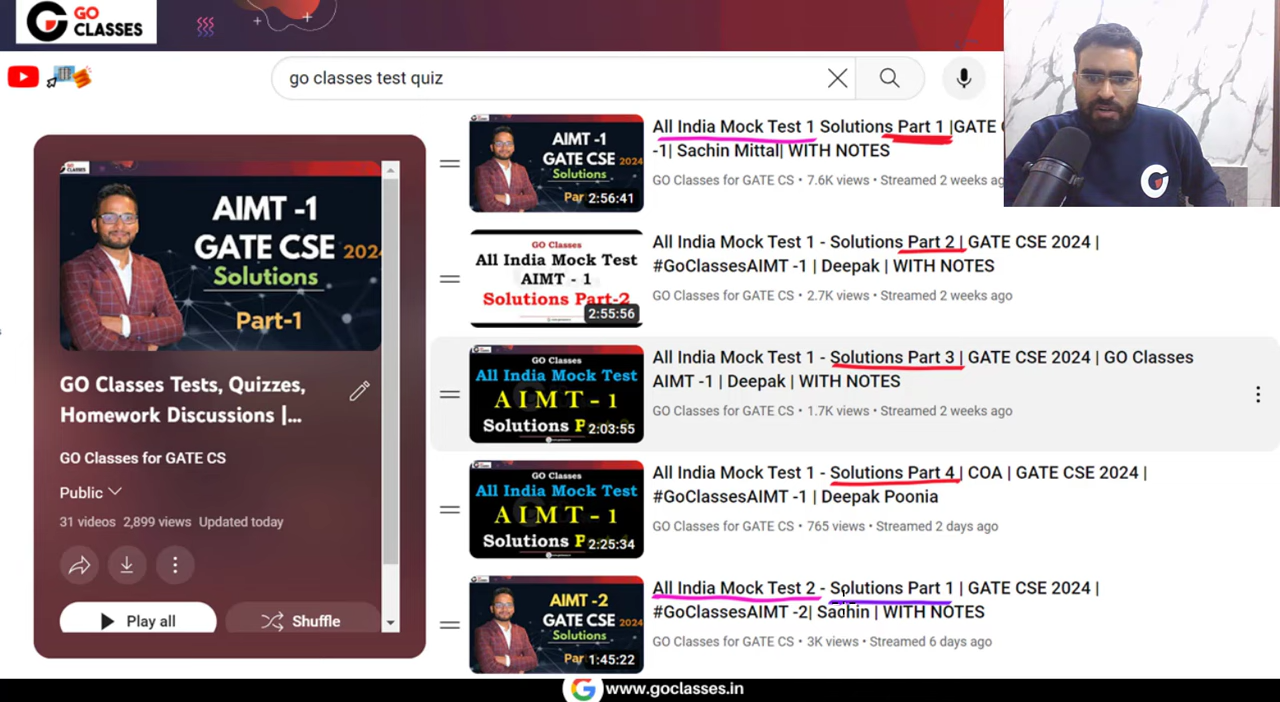 GO
CLASSES
go classes test quiz
AIMT -1
GATE CSE 2024
Solutions
Part-1
GO Classes Tests, Quizzes,
Homework Discussions |...
GO Classes for GATE CS
Public
31 videos 2,899 views Updated today
Play all
Shuffle
AIMT -1
GATE CSE 2024
Solutions
Par 2:56:41
All India Mock Test 1 Solutions Part 1 |GATE C
-1| Sachin Mittal| WITH NOTES
GO Classes for GATE CS • 7.6K views • Streamed 2 weeks ag
GO Classes
All India Mock Test
AIMT - 1
Solutions Part-2
2:55:56
All India Mock Test 1 - Solutions Part 2 | GATE CSE 2024 |
#GoClassesAIMT -1 | Deepak | WITH NOTES
GO Classes for GATE CS • 2.7K views • Streamed 2 weeks ago
GO Classes
All India Mock Test
AIMT - 1
Solutions P 2:03:55
All India Mock Test 1 - Solutions Part 3 | GATE CSE 2024 | GO Classes
AIMT -1 | Deepak | WITH NOTES
GO Classes for GATE CS • 1.7K views • Streamed 2 weeks ago
GO Classes
All India Mock Test
AIMT - 1
Solutions P 2:25:34
All India Mock Test 1 - Solutions Part 4 | COA | GATE CSE 2024 |
#GoClassesAIMT -1 | Deepak Poonia
GO Classes for GATE CS • 765 views • Streamed 2 days ago
AIMT -2
GATE CSE 2024
Solutions
Par 1:45:22
All India Mock Test 2 - Solutions Part 1 | GATE CSE 2024 |
#GoClassesAIMT -2| Sachin | WITH NOTES
GO Classes for GATE CS • 3K views • Streamed 6 days ago
www.goclasses.in